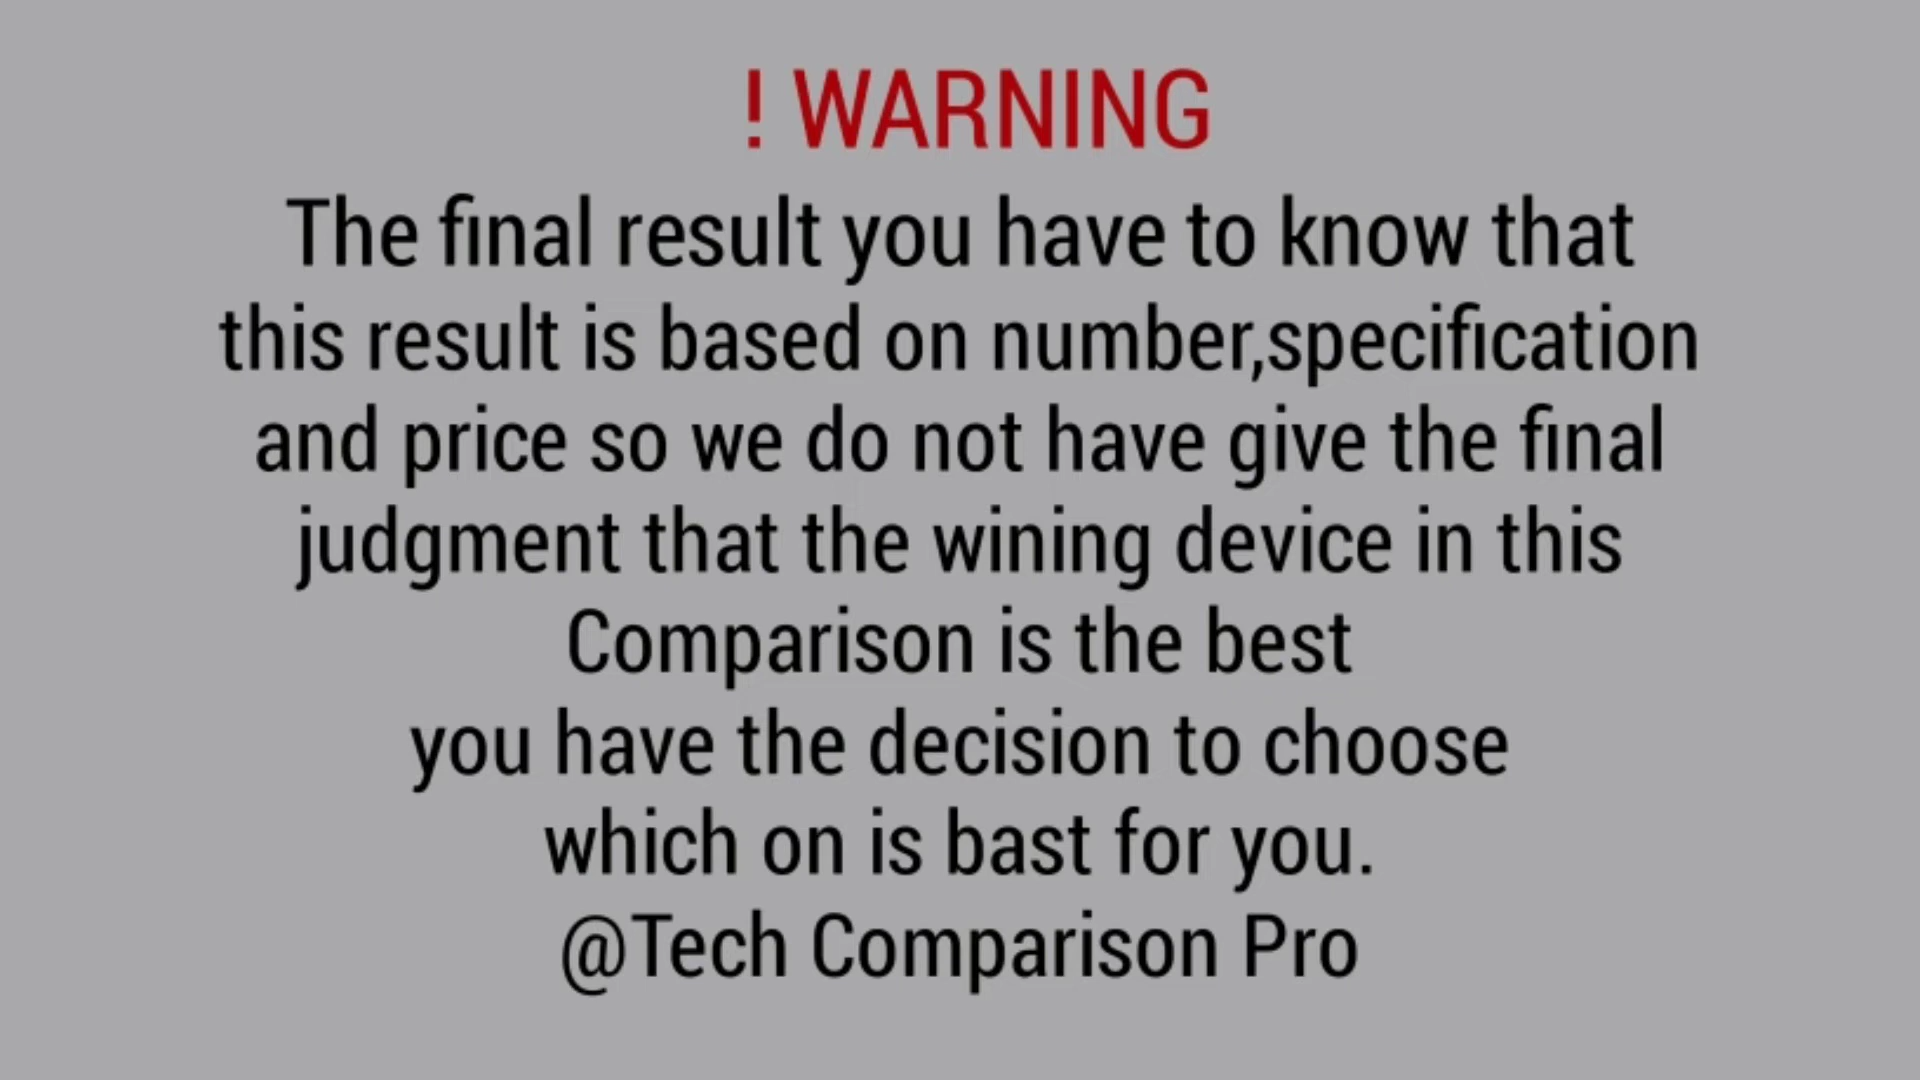 ! WARNING
The final result you have to know that
this result is based on number,specification
and price so we do not have give the final
judgment that the wining device in this
Comparison is the best
you have the decision to choose
which on is bast for you.
@Tech Comparison Pro